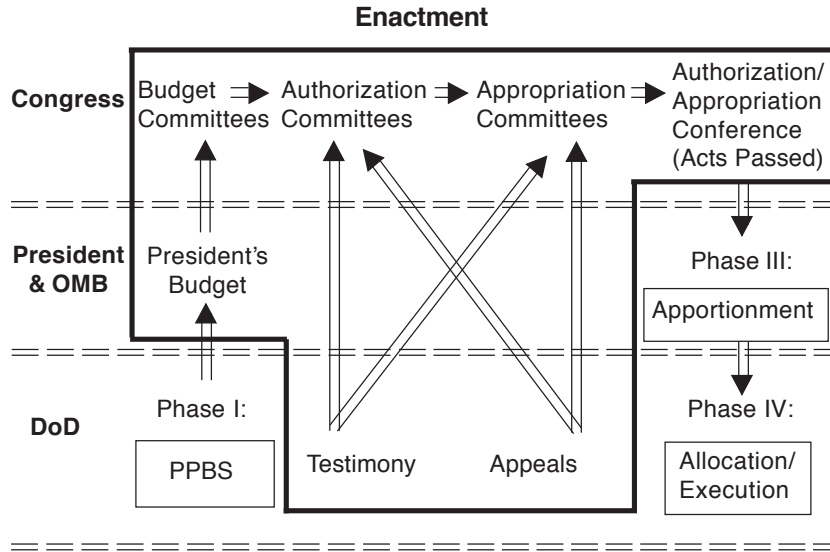 Enactment
Congress
Budget
Committees
Authorization
Committees
Appropriation
Committees
Authorization/
Appropriation
Conference
(Acts Passed)
President
& OMB
President's
Budget
Phase III:
Apportionment
DoD
Phase I:
PPBS
Testimony
Appeals
Phase IV:
Allocation/
Execution